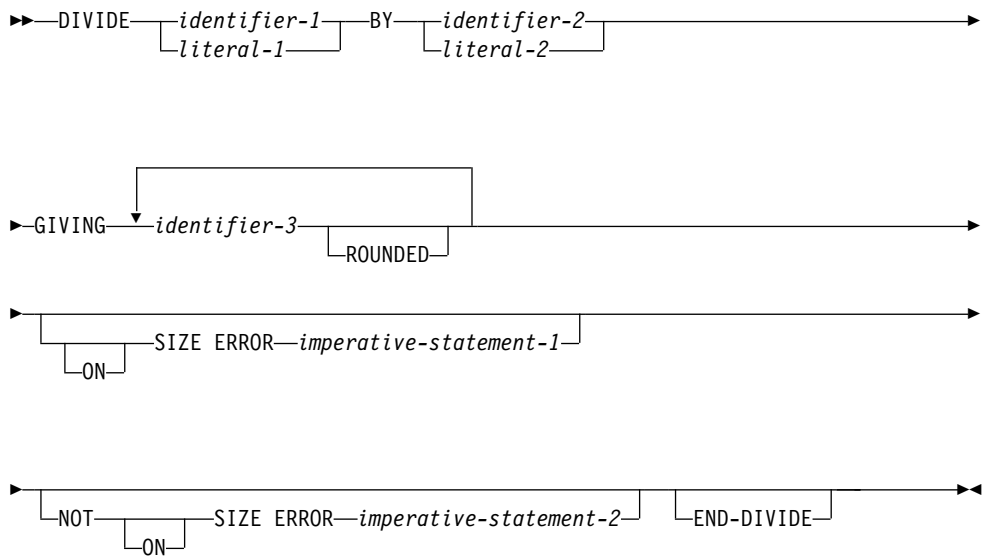 DIVIDE identifier-1 BY identifier-2
literal-1 literal-2
GIVING identifier-3
ROUNDED
SIZE ERROR imperative-statement-1
ON
NOT SIZE ERROR imperative-statement-2 END-DIVIDE
ON